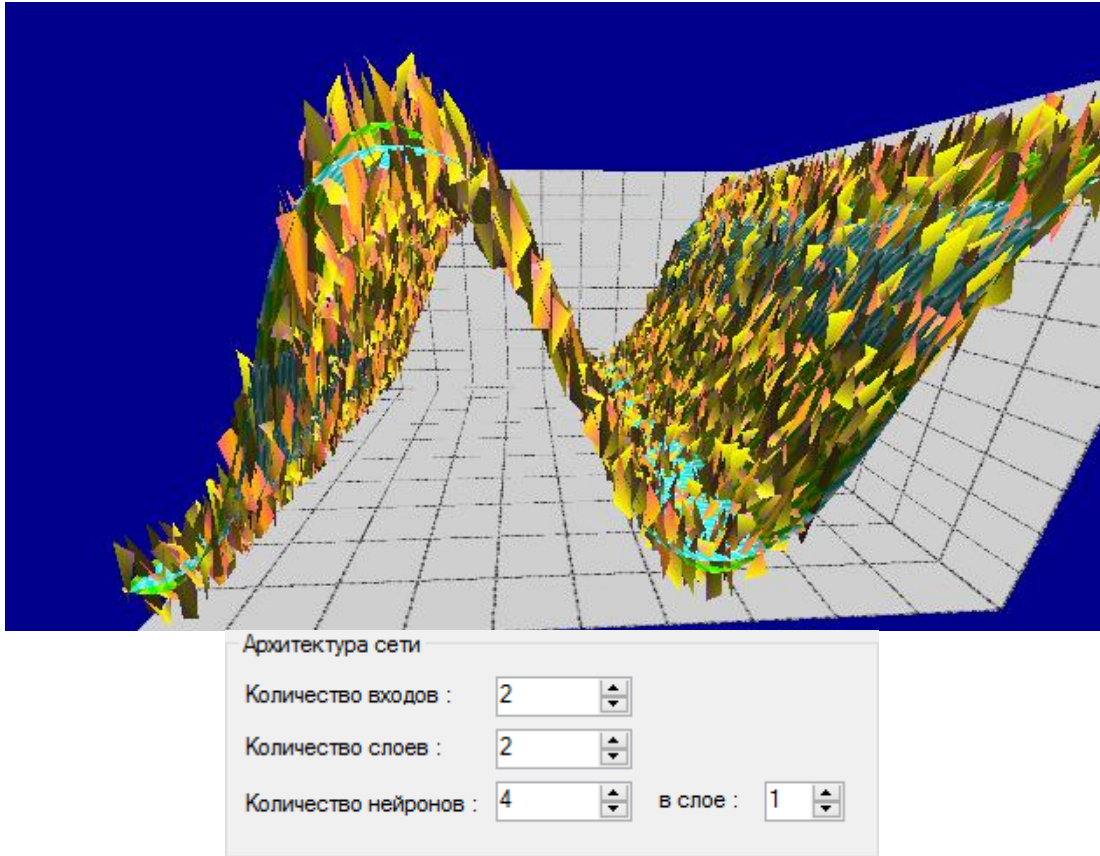 Архитектура сети
Количество входов : 2
Количество слоев : 2
Количество нейронов : 4 в слое : 1